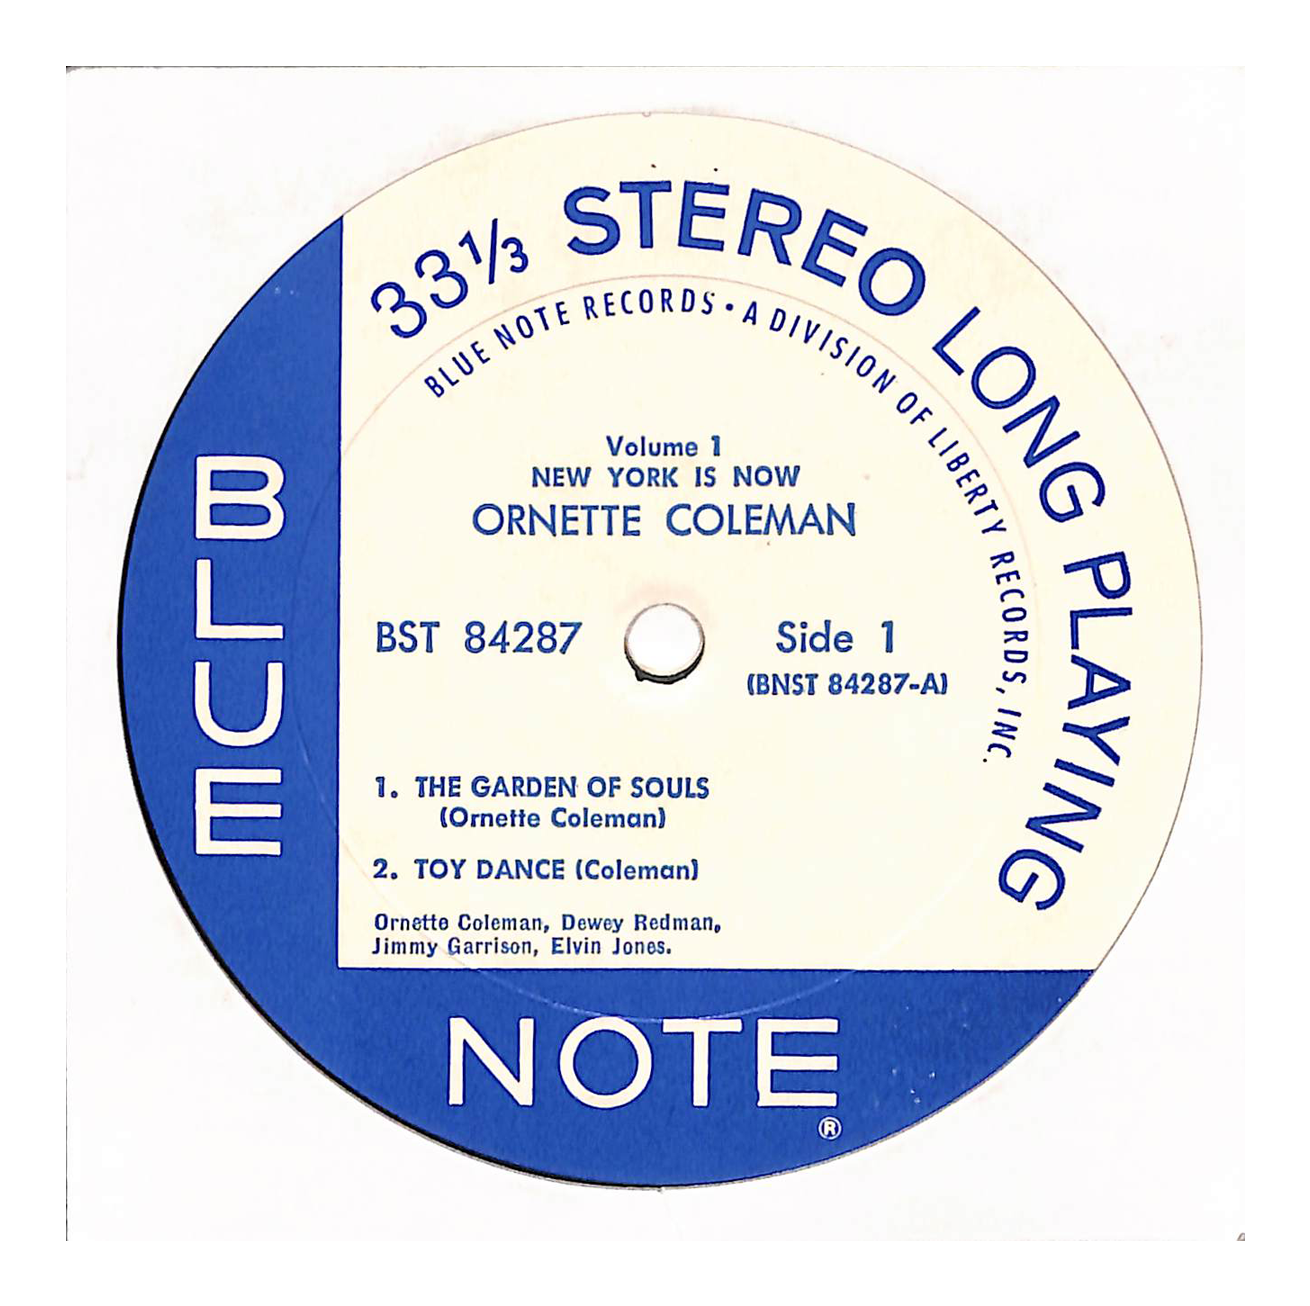 33⅓ STEREO LONG PLAYING
BLUE NOTE RECORDS • A DIVISION OF LIBERTY RECORDS, INC.
Volume 1
NEW YORK IS NOW
ORNETTE COLEMAN
BST 84287
Side 1
(BNST 84287-A)
1. THE GARDEN OF SOULS
(Ornette Coleman)
2. TOY DANCE (Coleman)
Ornette Coleman, Dewey Redman,
Jimmy Garrison, Elvin Jones.
BLUE
NOTE
®